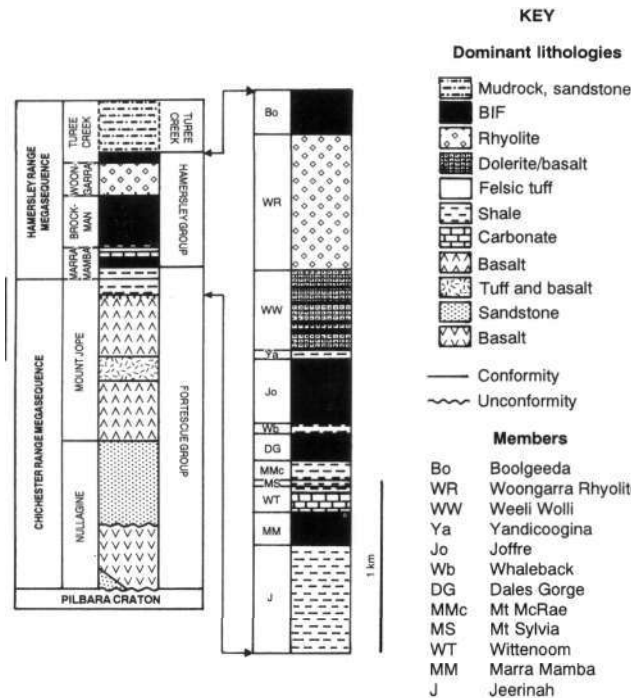 KEY
Dominant lithologies
Mudrock, sandstone
BIF
Rhyolite
Dolerite/basalt
Felsic tuff
Shale
Carbonate
Basalt
Tuff and basalt
Sandstone
Basalt
Conformity
Unconformity
Members
Bo Boolgeeda
WR Woongarra Rhyolit
WW Weeli Wolli
Ya Yandicoogina
Jo Joffre
Wb Whaleback
DG Dales Gorge
MMc Mt McRae
MS Mt Sylvia
WT Wittenoom
MM Marra Mamba
J Jeerinah
HAMERSLEY RANGE
MEGASEQUENCE
CHICHESTER RANGE MEGASEQUENCE
TUREE
CREEK
WOON-
GARRA
BROCK-
MAN
MARRA
MAMBA
MOUNT JOPE
NULLAGINE
TUREE
CREEK
HAMERSLEY GROUP
FORTESCUE GROUP
PILBARA CRATON
Bo
WR
WW
Ya
Jo
Wb
DG
MMc
MS
WT
MM
J
1 km